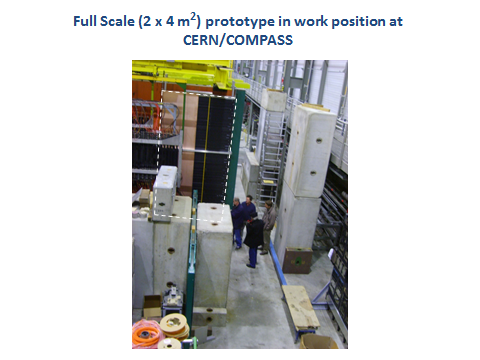 Full Scale (2 x 4 m²) prototype in work position at
CERN/COMPASS